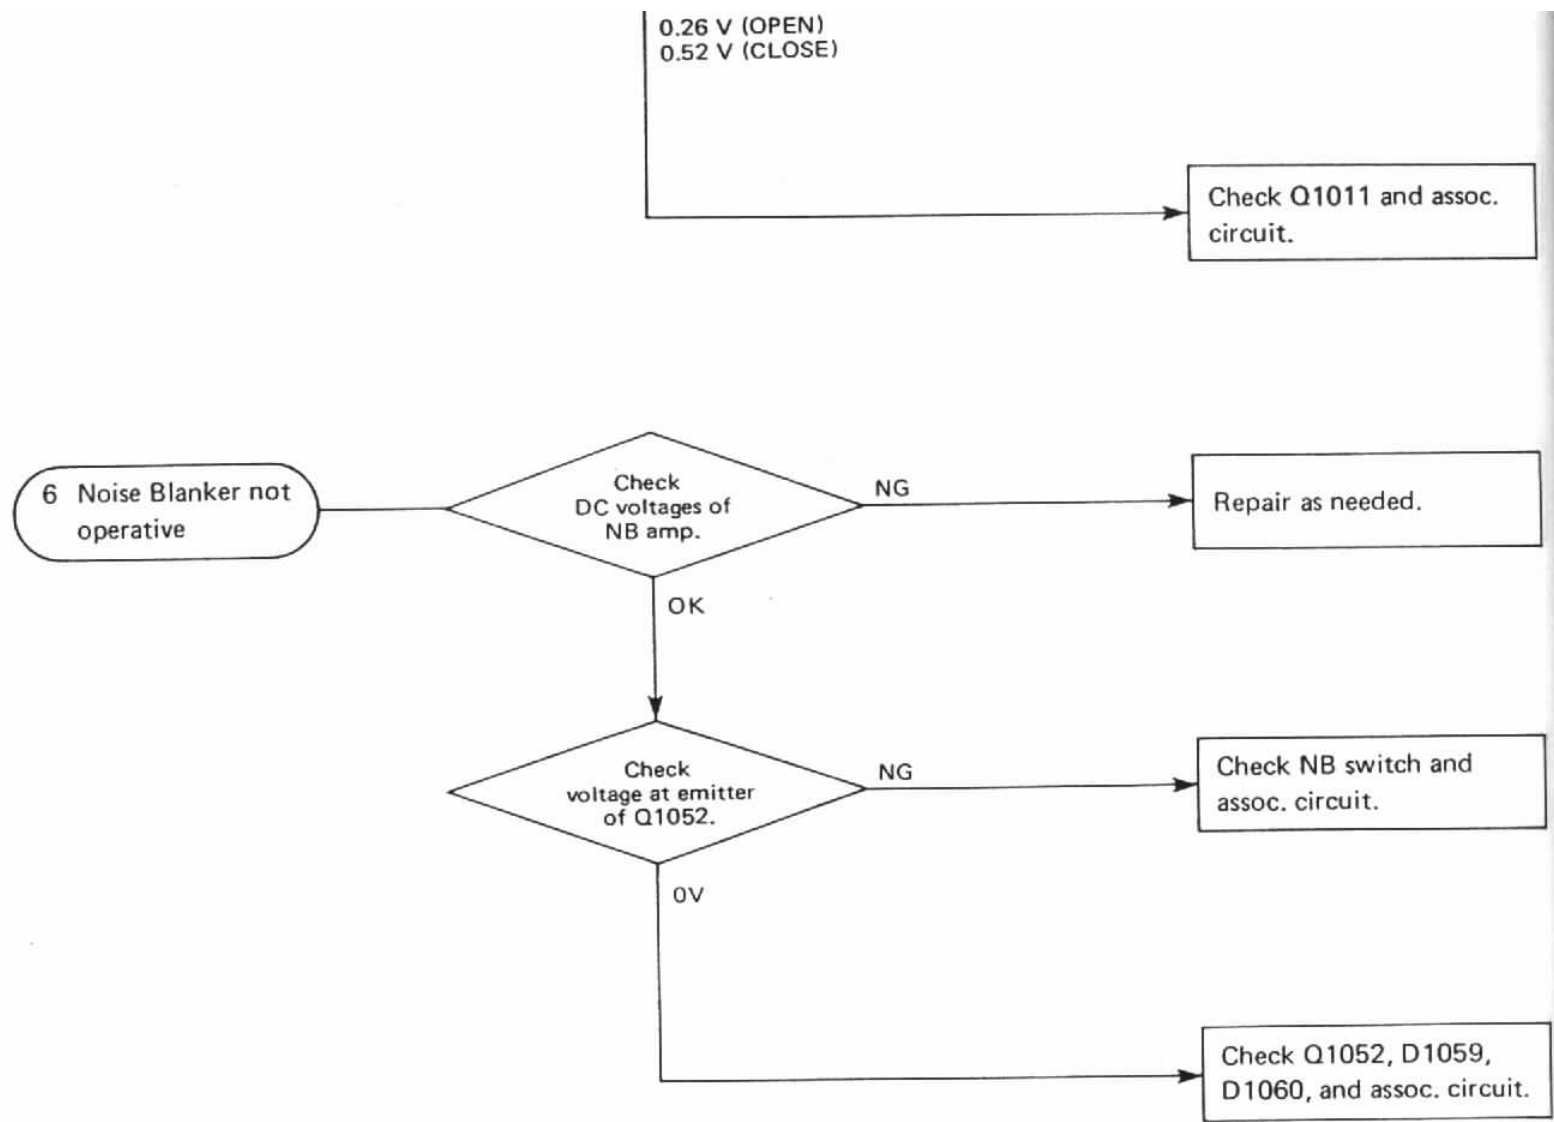 0.26 V (OPEN)
0.52 V (CLOSE)
Check Q1011 and assoc.
circuit.
6 Noise Blanker not
operative
Check
DC voltages of
NB amp.
NG
Repair as needed.
OK
Check
voltage at emitter
of Q1052.
NG
Check NB switch and
assoc. circuit.
0V
Check Q1052, D1059,
D1060, and assoc. circuit.